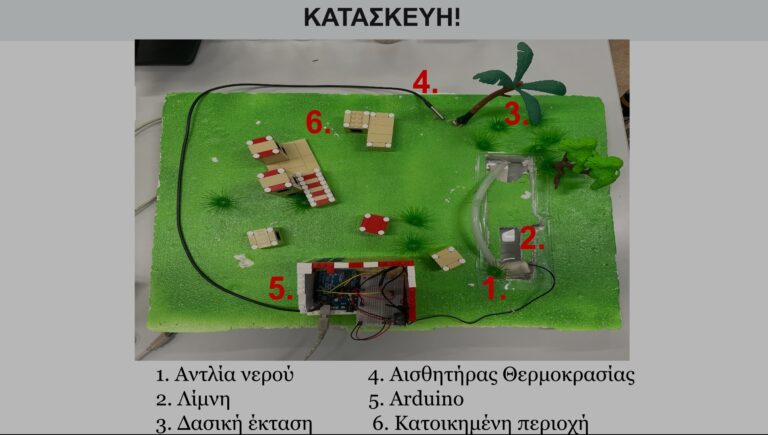 ΚΑΤΑΣΚΕΥΗ!
4.
3.
6.
2.
5.
1.
1. Αντλία νερού
4. Αισθητήρας Θερμοκρασίας
2. Λίμνη
5. Arduino
3. Δασική έκταση
6. Κατοικημένη περιοχή